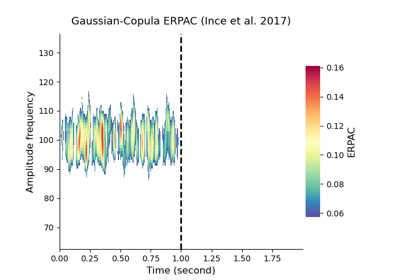 Gaussian-Copula ERPAC (Ince et al. 2017)
130
120
110
100
90
80
70
Amplitude frequency
0.00 0.25 0.50 0.75 1.00 1.25 1.50 1.75
Time (second)
0.16
0.14
0.12
0.10
0.08
0.06
ERPAC